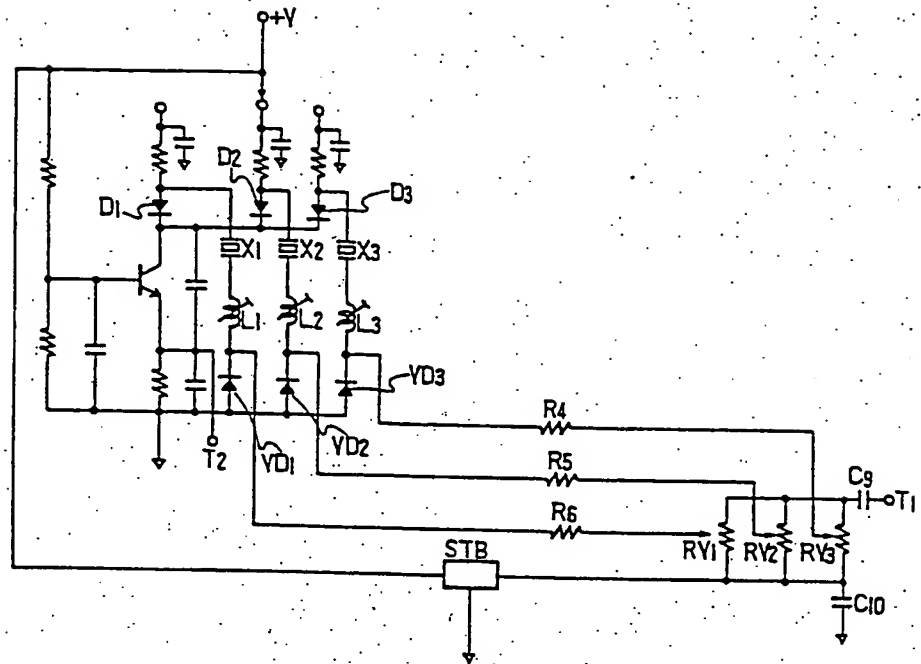 +V
D1
D2
D3
X1
X2
X3
L1
L2
L3
VD3
T2
VD1
VD2
R4
R5
R6
C9
T1
RV1
RV2
RV3
STB
C10